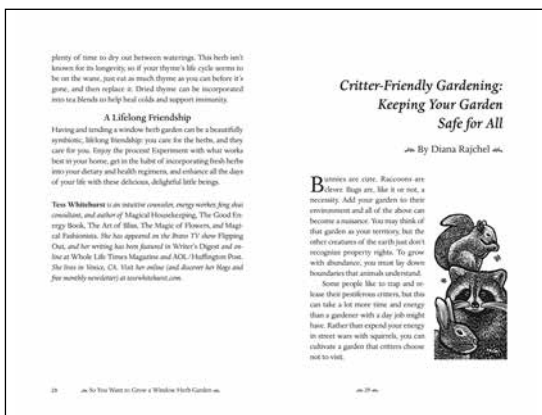 plenty of time to dry out between waterings. This herb isn't
known for its longevity, so if your thyme's life cycle seems to
be on the wane, just eat as much thyme as you can before it's
gone, and then replace it. Dried thyme can be incorporated
into tea blends to help heal colds and support immunity.
A Lifelong Friendship
Having and tending a window herb garden can be a beautifully
symbiotic, lifelong friendship: you care for the herbs, and they
care for you. Enjoy the process! Experiment with what works
best in your home, get in the habit of incorporating fresh herbs
into your dietary and health regimens, and enhance all the days
of your life with these delicious, delightful little beings.
Tess Whitehurst is an intuitive counselor, energy worker, feng shui
consultant, and author of Magical Housekeeping, The Good En-
ergy Book, The Art of Bliss, The Magic of Flowers, and Magi-
cal Fashionista. She has appeared on the Bravo TV show Flipping
Out, and her writing has been featured in Writer's Digest and on-
line at Whole Life Times Magazine and AOL/Huffington Post.
She lives in Venice, CA. Visit her online (and discover her blogs and
free monthly newsletter) at tesswhitehurst.com.
28 So You Want to Grow a Window Herb Garden
Critter-Friendly Gardening:
Keeping Your Garden
Safe for All
By Diana Rajchel
Bunnies are cute. Raccoons are
clever. Bugs are, like it or not, a
necessity. Add your garden to their
environment and all of the above can
become a nuisance. You may think of
that garden as your territory, but the
other creatures of the earth just don't
recognize property rights. To grow
with abundance, you must lay down
boundaries that animals understand.
Some people like to trap and re-
lease their pestiferous critters, but this
can take a lot more time and energy
than a gardener with a day job might
have. Rather than expend your energy
in street wars with squirrels, you can
cultivate a garden that critters choose
not to visit.
29